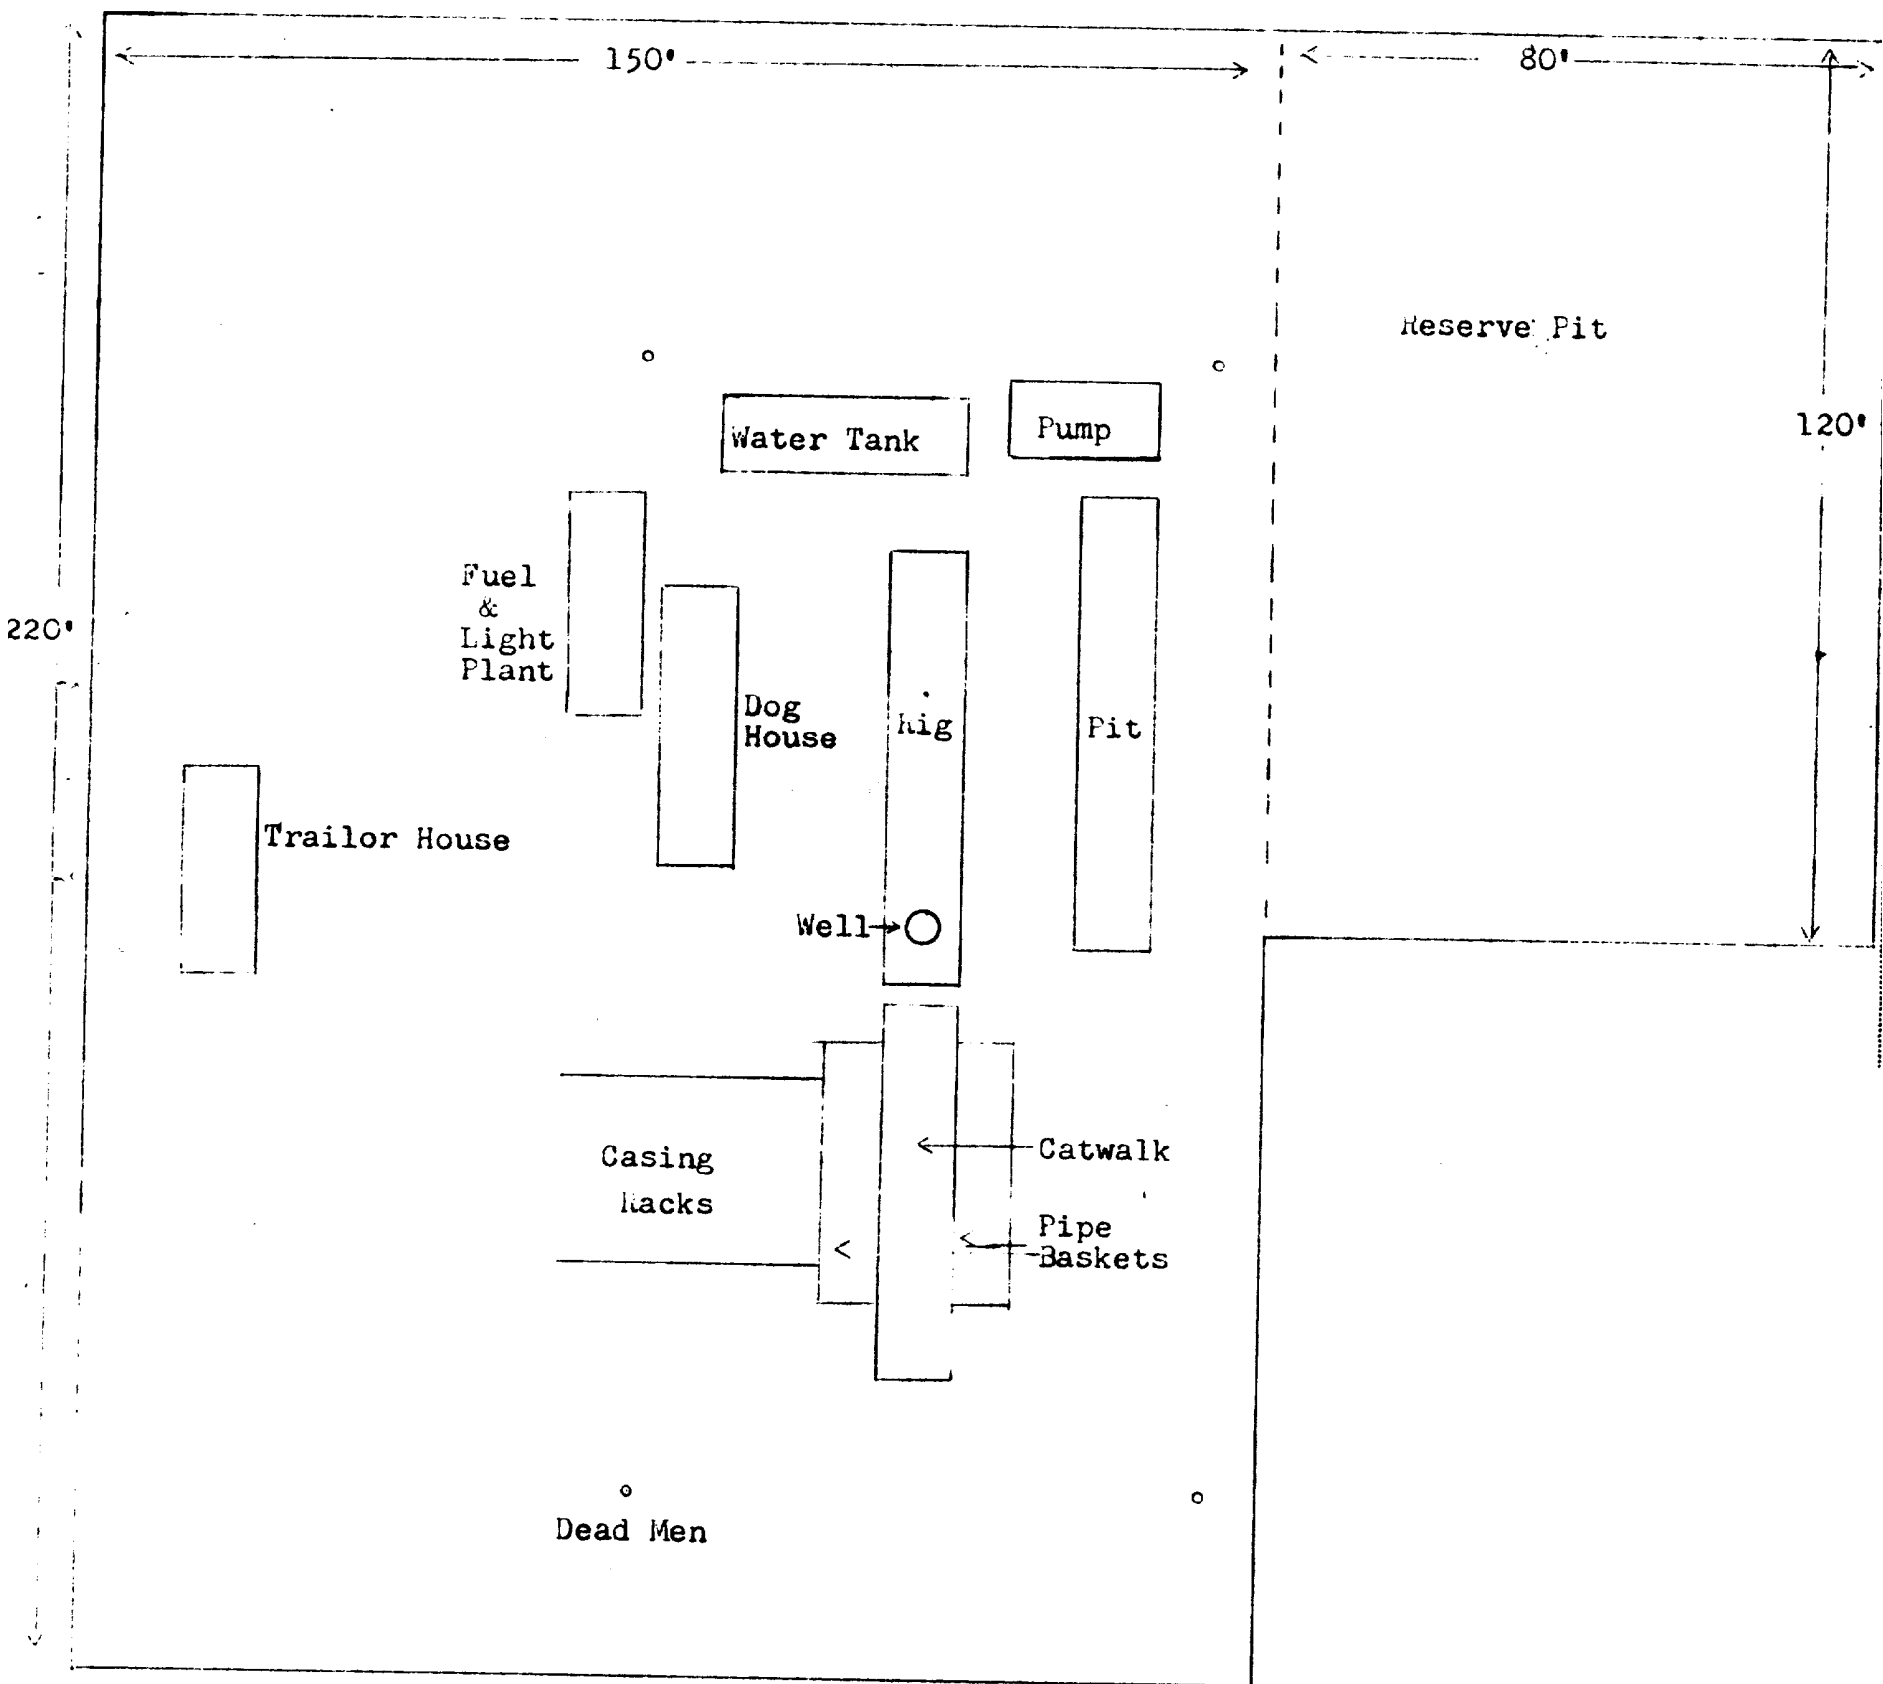 150'
80'
Reserve Pit
120'
Water Tank
Pump
Fuel
&
Light
Plant
220'
Dog
House
Rig
Pit
Trailor House
Well
Casing
Racks
Catwalk
Pipe
Baskets
Dead Men